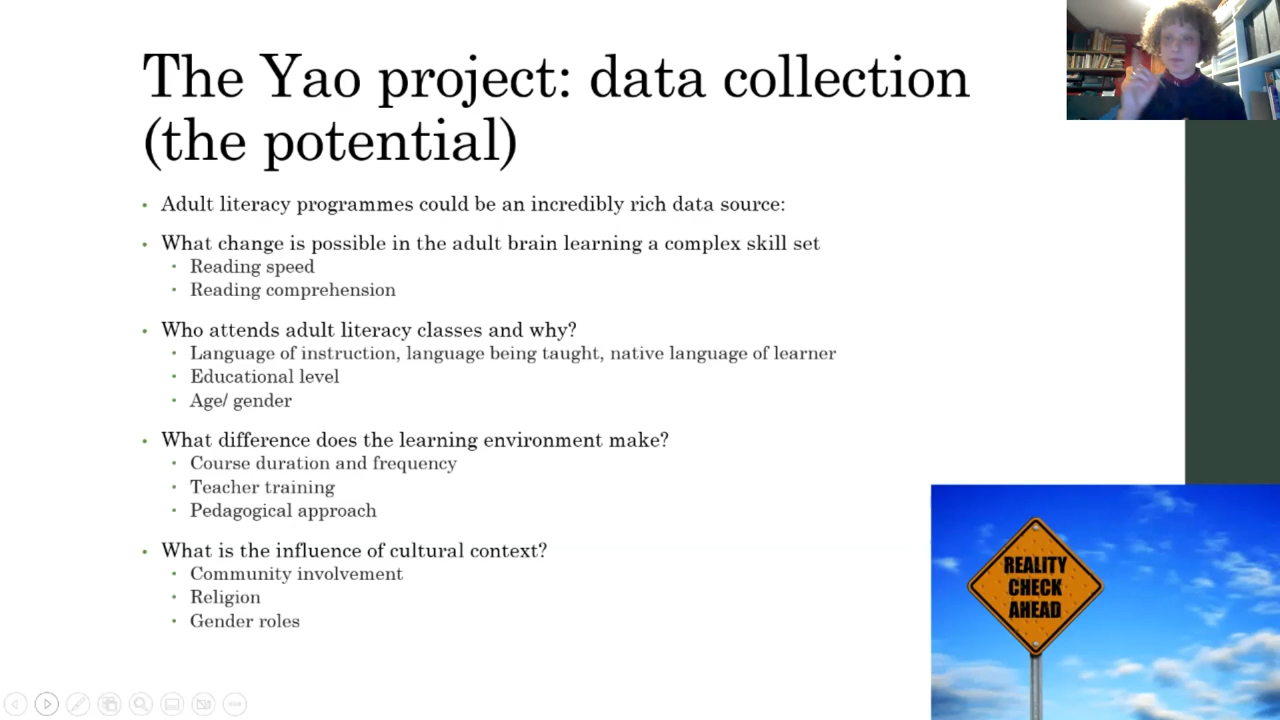 The Yao project: data collection
(the potential)
• Adult literacy programmes could be an incredibly rich data source:
• What change is possible in the adult brain learning a complex skill set
• Reading speed
• Reading comprehension
• Who attends adult literacy classes and why?
• Language of instruction, language being taught, native language of learner
• Educational level
• Age/ gender
• What difference does the learning environment make?
• Course duration and frequency
• Teacher training
• Pedagogical approach
• What is the influence of cultural context?
• Community involvement
• Religion
• Gender roles
REALITY
CHECK
AHEAD